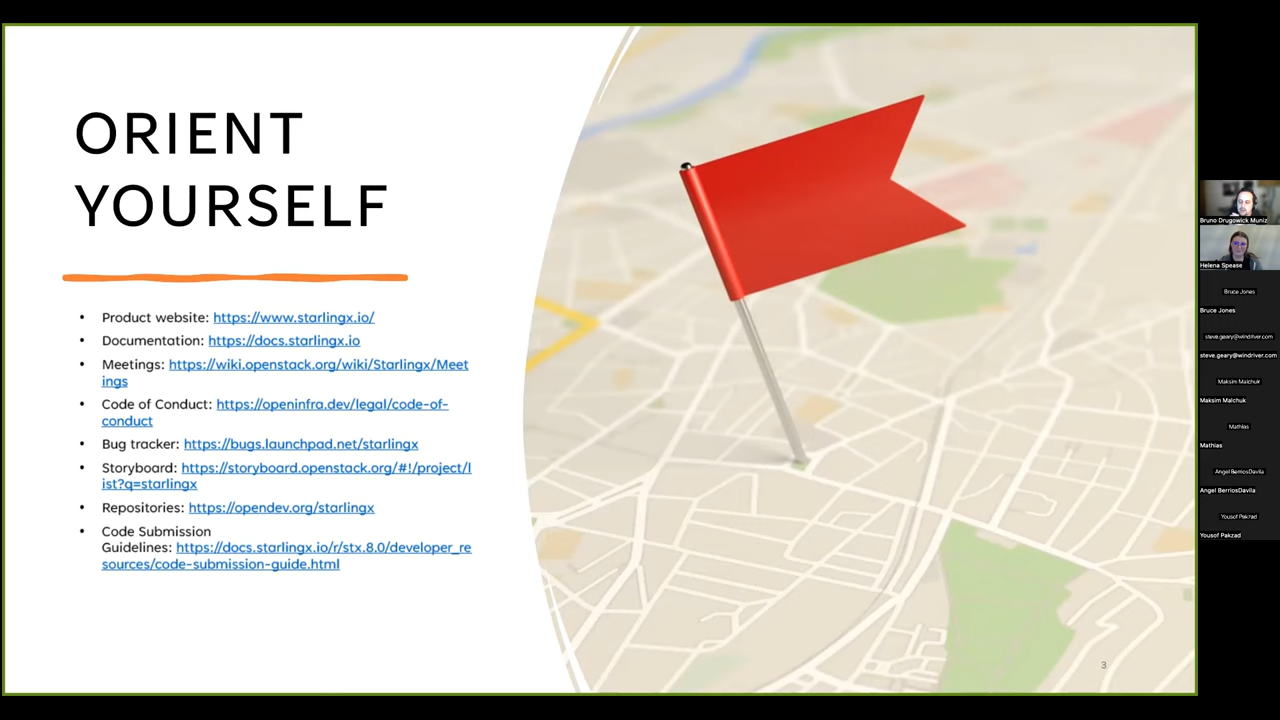 ORIENT
YOURSELF
• Product website: https://www.starlingx.io/
• Documentation: https://docs.starlingx.io
• Meetings: https://wiki.openstack.org/wiki/Starlingx/Meet
ings
• Code of Conduct: https://openinfra.dev/legal/code-of-
conduct
• Bug tracker: https://bugs.launchpad.net/starlingx
• Storyboard: https://storyboard.openstack.org/#!/project/l
ist?q=starlingx
• Repositories: https://opendev.org/starlingx
• Code Submission
Guidelines: https://docs.starlingx.io/r/stx.8.0/developer_re
sources/code-submission-guide.html
3
Bruno Drugowick Muniz
Helena Spease
Bruce Jones
Bruce Jones
steve.geary@windriver.com
steve.geary@windriver.com
Maksim Malchuk
Maksim Malchuk
Mathias
Mathias
Angel BerriosDavila
Angel BerriosDavila
Yousof Pakzad
Yousof Pakzad